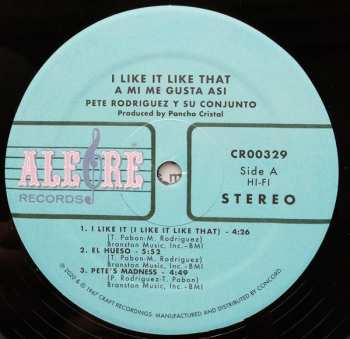 I LIKE IT LIKE THAT
A MI ME GUSTA ASI
PETE RODRIGUEZ Y SU CONJUNTO
Produced by Pancho Cristal
ALEGRE
RECORDS
CR00329
Side A
HI-FI
STEREO
1. I LIKE IT (I LIKE IT LIKE THAT) - 4:26
(T. Pabon-M. Rodriguez)
Branston Music, Inc.-BMI
2. EL HUESO - 5:52
(T. Pabon-M. Rodriguez)
Branston Music, Inc.-BMI
3. PETE'S MADNESS - 4:49
(P. Rodriguez-T. Pabon)
Branston Music, Inc.-BMI
℗ 2020 & © 1967 CRAFT RECORDINGS. MANUFACTURED AND DISTRIBUTED BY CONCORD.